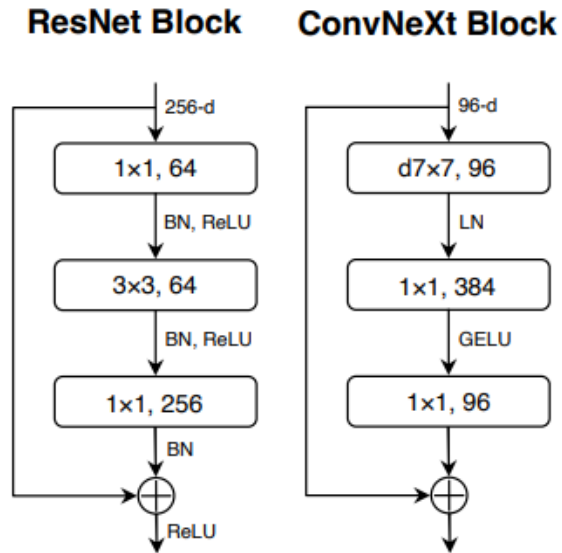 ResNet Block
256-d
1×1, 64
BN, ReLU
3×3, 64
BN, ReLU
1×1, 256
BN
ReLU
ConvNeXt Block
96-d
d7×7, 96
LN
1×1, 384
GELU
1×1, 96